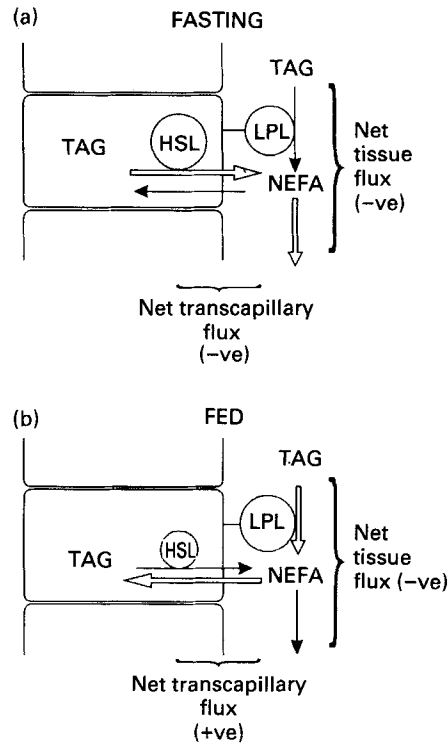 (a)
FASTING
TAG
TAG
HSL
LPL
NEFA
Net
tissue
flux
(−ve)
Net transcapillary
flux
(−ve)
(b)
FED
TAG
TAG
HSL
LPL
NEFA
Net
tissue
flux (−ve)
Net transcapillary
flux
(+ve)